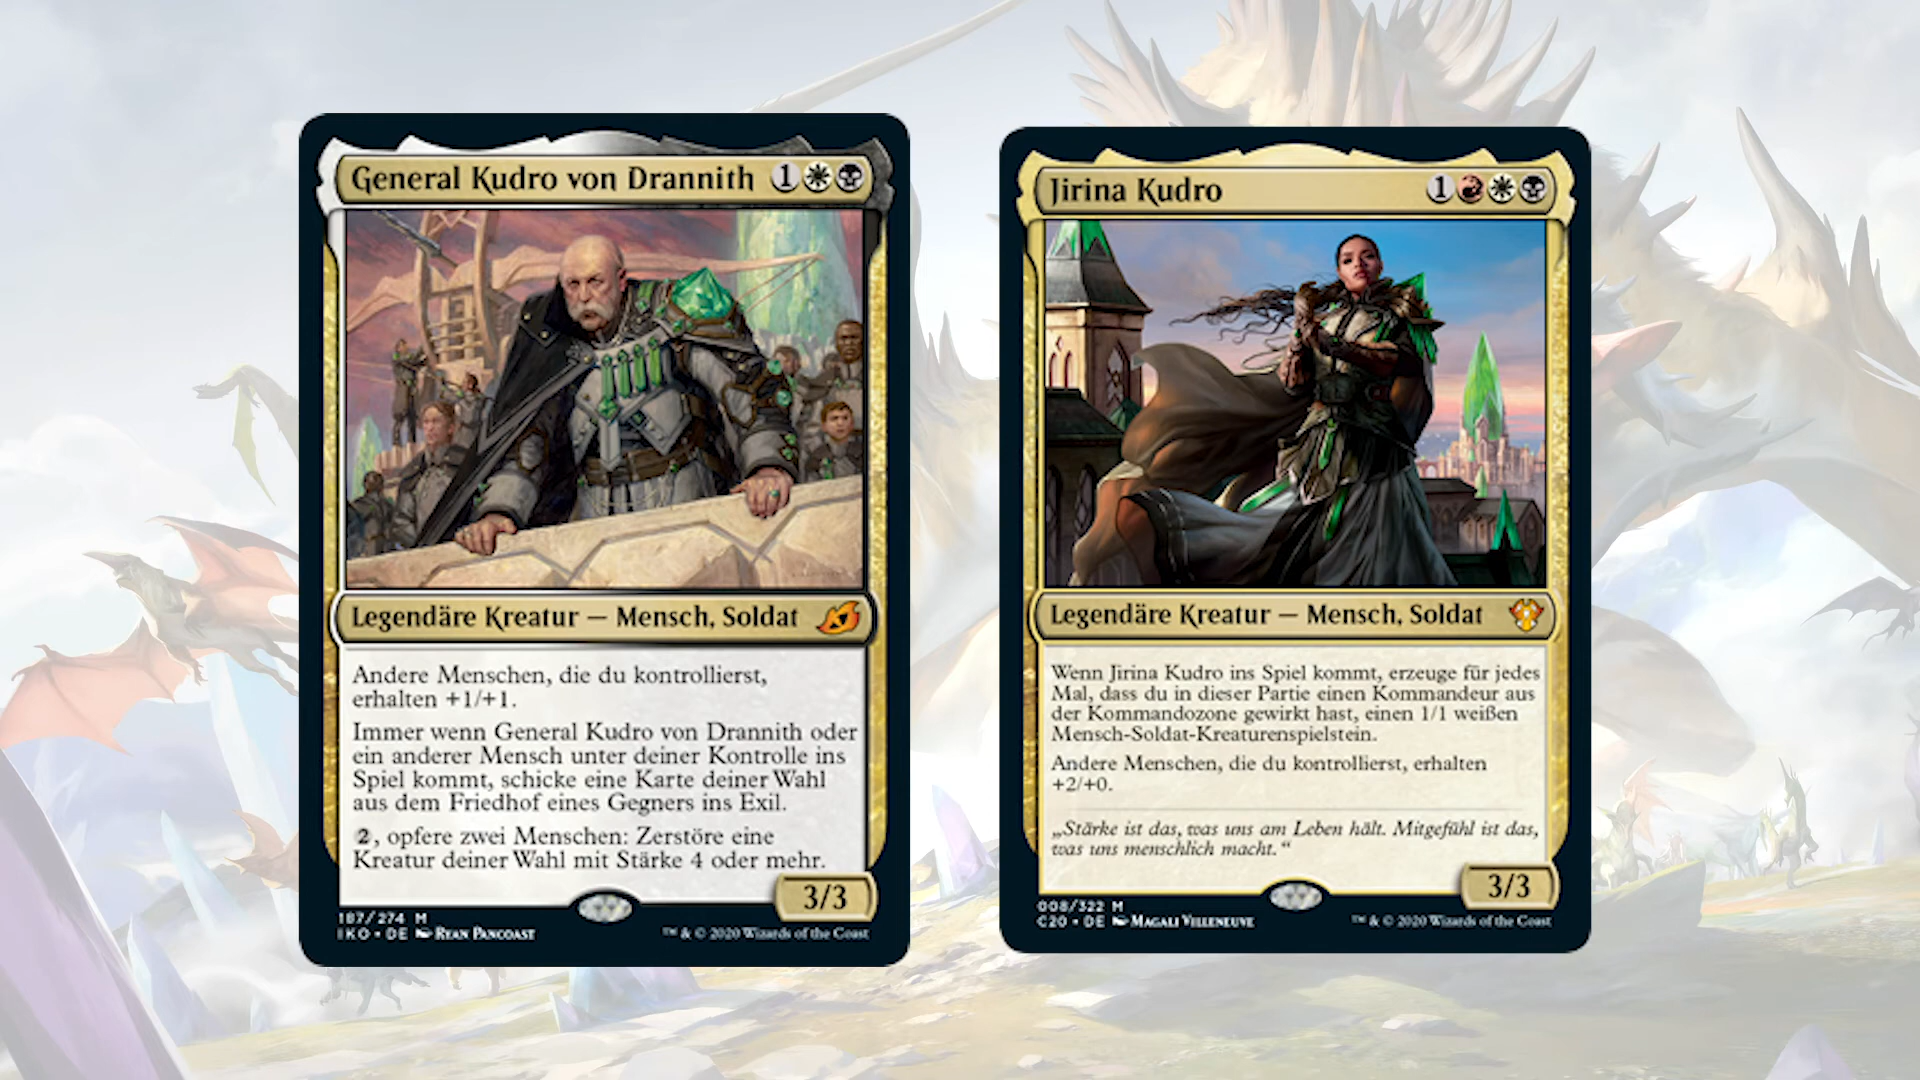 General Kudro von Drannith 1
Legendäre Kreatur — Mensch, Soldat
Andere Menschen, die du kontrollierst,
erhalten +1/+1.
Immer wenn General Kudro von Drannith oder
ein anderer Mensch unter deiner Kontrolle ins
Spiel kommt, schicke eine Karte deiner Wahl
aus dem Friedhof eines Gegners ins Exil.
2, opfere zwei Menschen: Zerstöre eine
Kreatur deiner Wahl mit Stärke 4 oder mehr.
3/3
187/274 M
IKO • DE Ryan Pancoast
™ & © 2020 Wizards of the Coast
Jirina Kudro 1
Legendäre Kreatur — Mensch, Soldat
Wenn Jirina Kudro ins Spiel kommt, erzeuge für jedes
Mal, dass du in dieser Partie einen Kommandeur aus
der Kommandozone gewirkt hast, einen 1/1 weißen
Mensch-Soldat-Kreaturenspielstein.
Andere Menschen, die du kontrollierst, erhalten
+2/+0.
„Stärke ist das, was uns am Leben hält. Mitgefühl ist das,
was uns menschlich macht.“
3/3
008/322 M
C20 • DE Magali Villeneuve
™ & © 2020 Wizards of the Coast